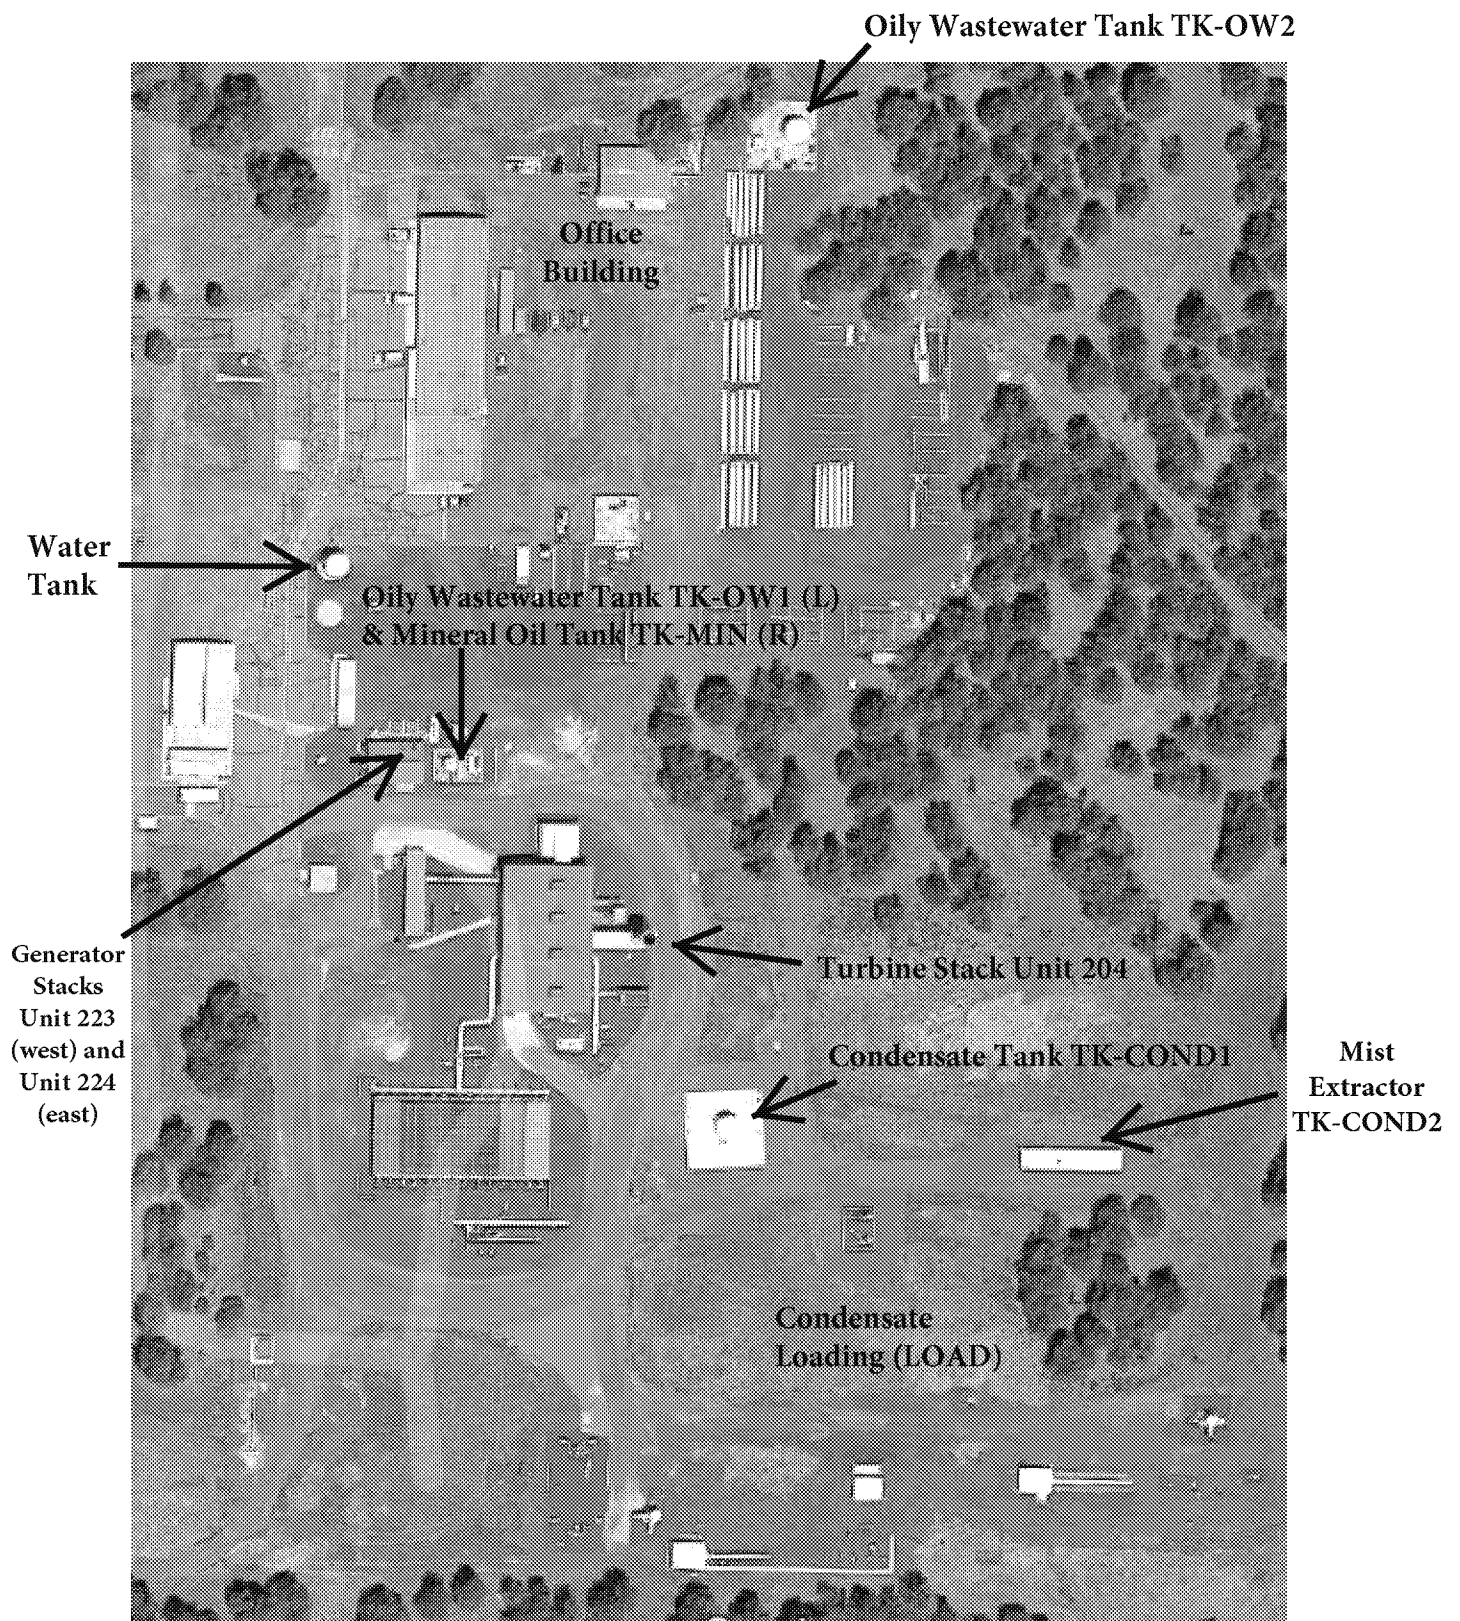 Oily Wastewater Tank TK-OW2
Office
Building
Water
Tank
Oily Wastewater Tank TK-OW1 (L)
& Mineral Oil Tank TK-MIN (R)
Generator
Stacks
Unit 223
(west) and
Unit 224
(east)
Turbine Stack Unit 204
Condensate Tank TK-COND1
Mist
Extractor
TK-COND2
Condensate
Loading (LOAD)